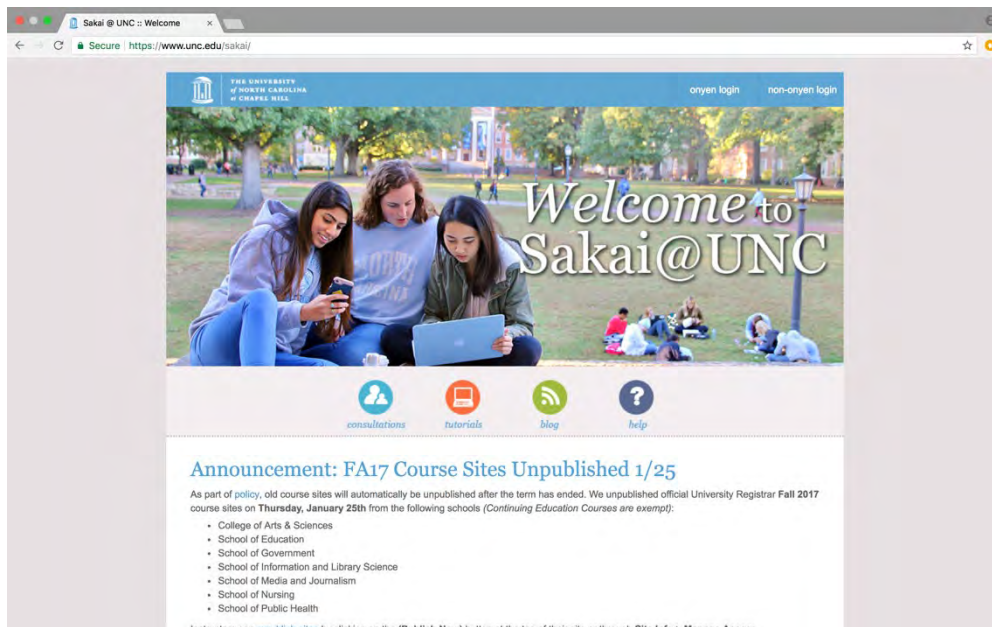 Sakai @ UNC :: Welcome
Secure https://www.unc.edu/sakai/
THE UNIVERSITY
of NORTH CAROLINA
at CHAPEL HILL
onyen login non-onyen login
Welcome to
Sakai@UNC
consultations tutorials blog help
Announcement: FA17 Course Sites Unpublished 1/25
As part of policy, old course sites will automatically be unpublished after the term has ended. We unpublished official University Registrar Fall 2017
course sites on Thursday, January 25th from the following schools (Continuing Education Courses are exempt):
• College of Arts & Sciences
• School of Education
• School of Government
• School of Information and Library Science
• School of Media and Journalism
• School of Nursing
• School of Public Health